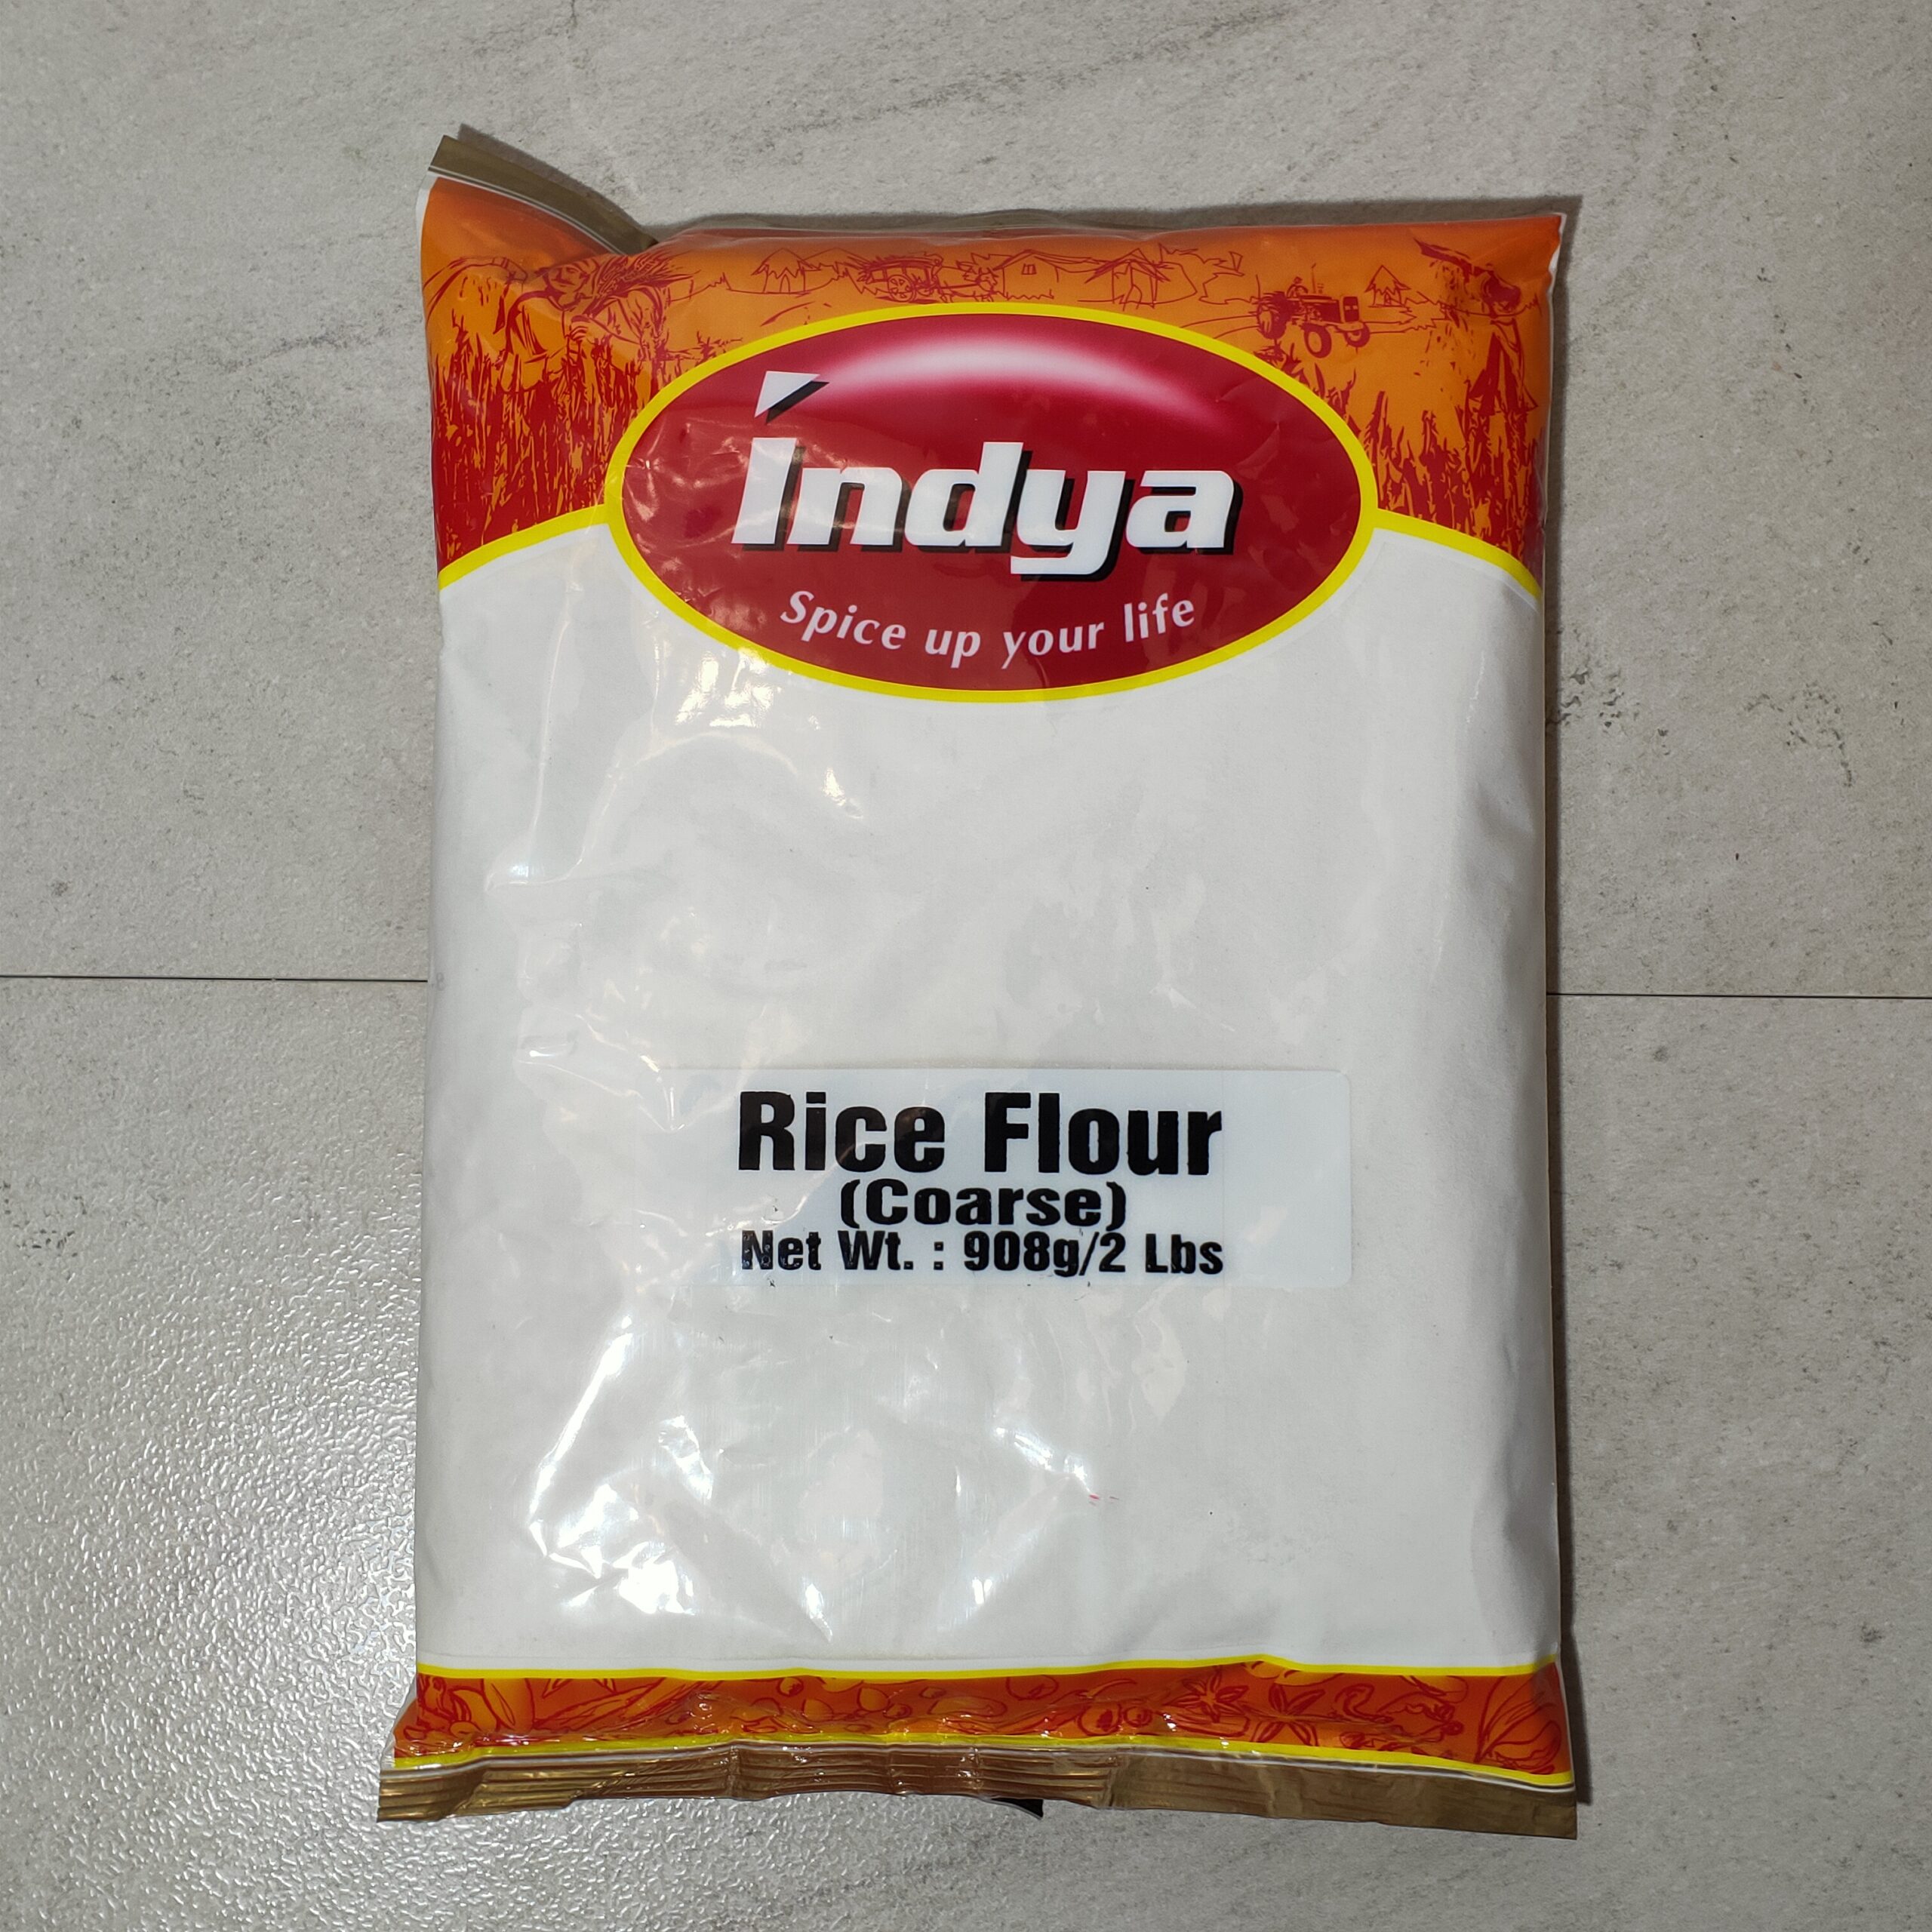 indya
Spice up your life
Rice Flour
(Coarse)
Net Wt. : 908g/2 Lbs